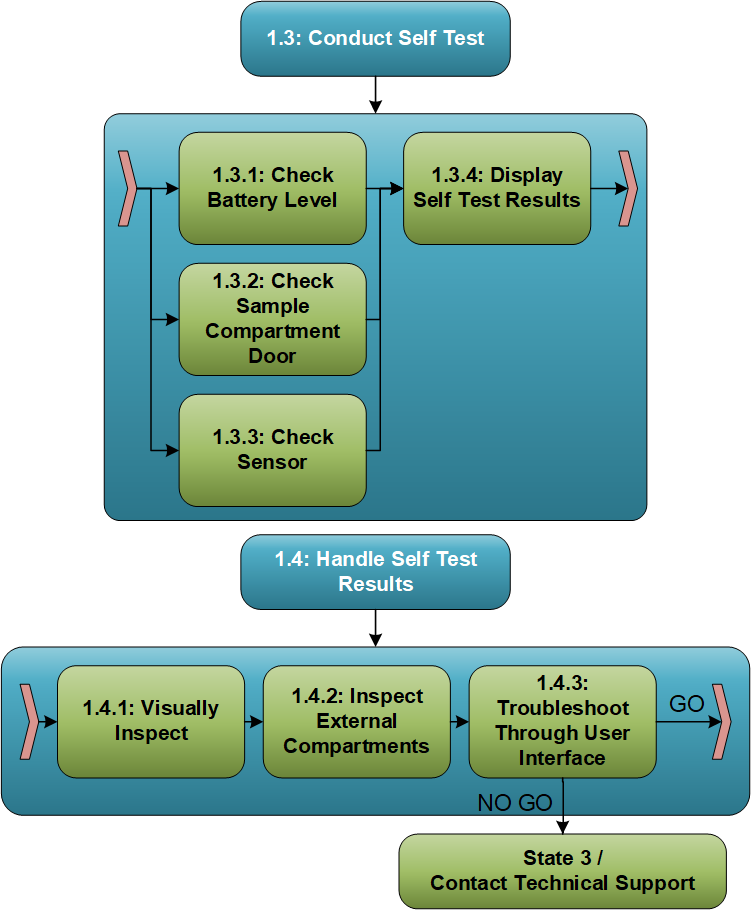 1.3: Conduct Self Test
1.3.1: Check
Battery Level
1.3.4: Display
Self Test Results
1.3.2: Check
Sample
Compartment
Door
1.3.3: Check
Sensor
1.4: Handle Self Test
Results
1.4.1: Visually
Inspect
1.4.2: Inspect
External
Compartments
1.4.3:
Troubleshoot
Through User
Interface
GO
NO GO
State 3 /
Contact Technical Support